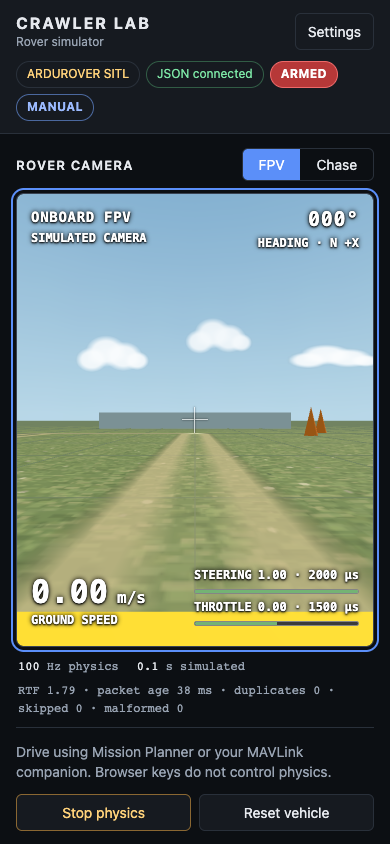 CRAWLER LAB
Rover simulator
Settings
ARDUROVER SITL
JSON connected
ARMED
MANUAL
ROVER CAMERA
FPV
Chase
ONBOARD FPV
SIMULATED CAMERA
000°
HEADING · N +X
0.00 m/s
GROUND SPEED
STEERING 1.00 · 2000 µs
THROTTLE 0.00 · 1500 µs
100 Hz physics 0.1 s simulated
RTF 1.79 · packet age 38 ms · duplicates 0 ·
skipped 0 · malformed 0
Drive using Mission Planner or your MAVLink
companion. Browser keys do not control physics.
Stop physics
Reset vehicle